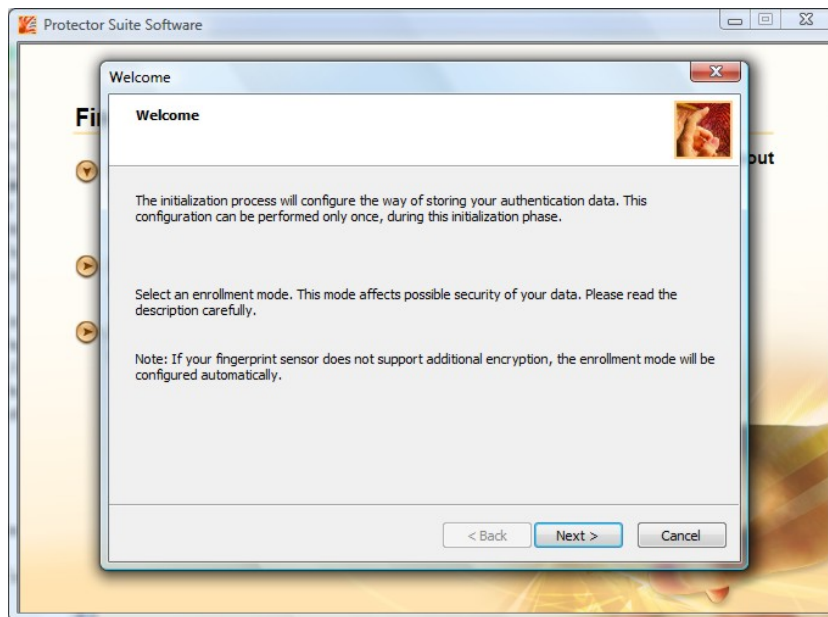 Protector Suite Software
Welcome
Welcome
The initialization process will configure the way of storing your authentication data. This
configuration can be performed only once, during this initialization phase.
Select an enrollment mode. This mode affects possible security of your data. Please read the
description carefully.
Note: If your fingerprint sensor does not support additional encryption, the enrollment mode will be
configured automatically.
< Back
Next >
Cancel